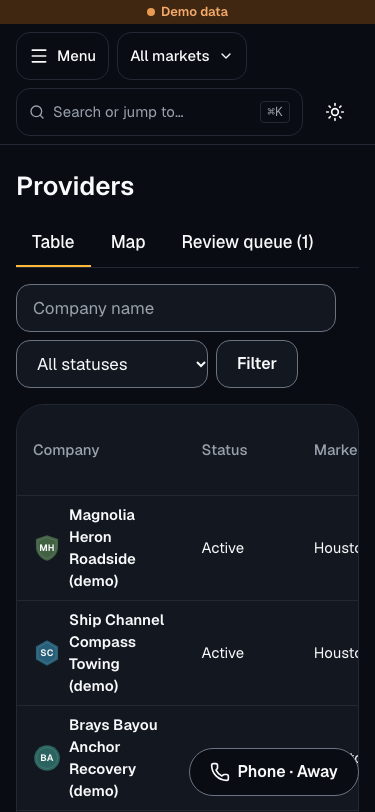 Demo data
Menu
All markets
Search or jump to…
⌘K
Providers
Table
Map
Review queue (1)
Company name
All statuses
Filter
Company
Status
Marke
MH
Magnolia
Heron
Roadside
(demo)
Active
Housto
SC
Ship Channel
Compass
Towing
(demo)
Active
Housto
BA
Brays Bayou
Anchor
Recovery
(demo)
Phone · Away